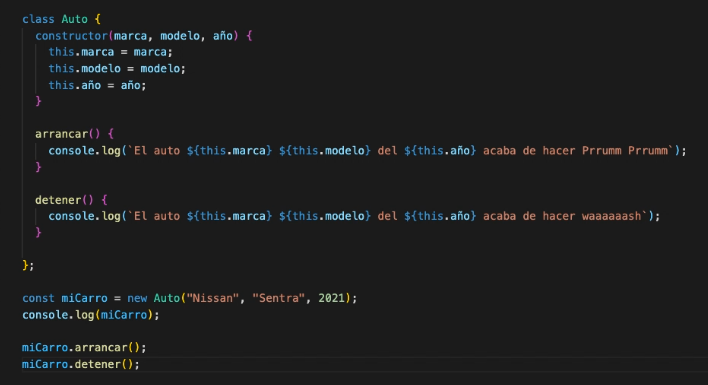 class Auto {
constructor(marca, modelo, año) {
this.marca = marca;
this.modelo = modelo;
this.año = año;
}
arrancar() {
console.log(`El auto ${this.marca} ${this.modelo} del ${this.año} acaba de hacer Prrumm Prrumm`);
}
detener() {
console.log(`El auto ${this.marca} ${this.modelo} del ${this.año} acaba de hacer waaaaaash`);
}
};
const miCarro = new Auto("Nissan", "Sentra", 2021);
console.log(miCarro);
miCarro.arrancar();
miCarro.detener();